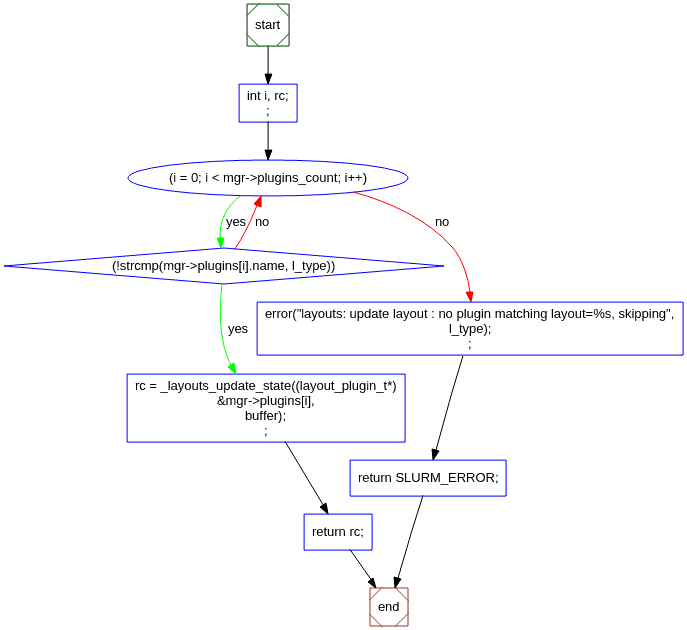 start
int i, rc;
;
(i = 0; i < mgr->plugins_count; i++)
yes
no
no
(!strcmp(mgr->plugins[i].name, l_type))
error("layouts: update layout : no plugin matching layout=%s, skipping",
l_type);
;
yes
rc = _layouts_update_state((layout_plugin_t*)
&mgr->plugins[i],
buffer);
;
return SLURM_ERROR;
return rc;
end